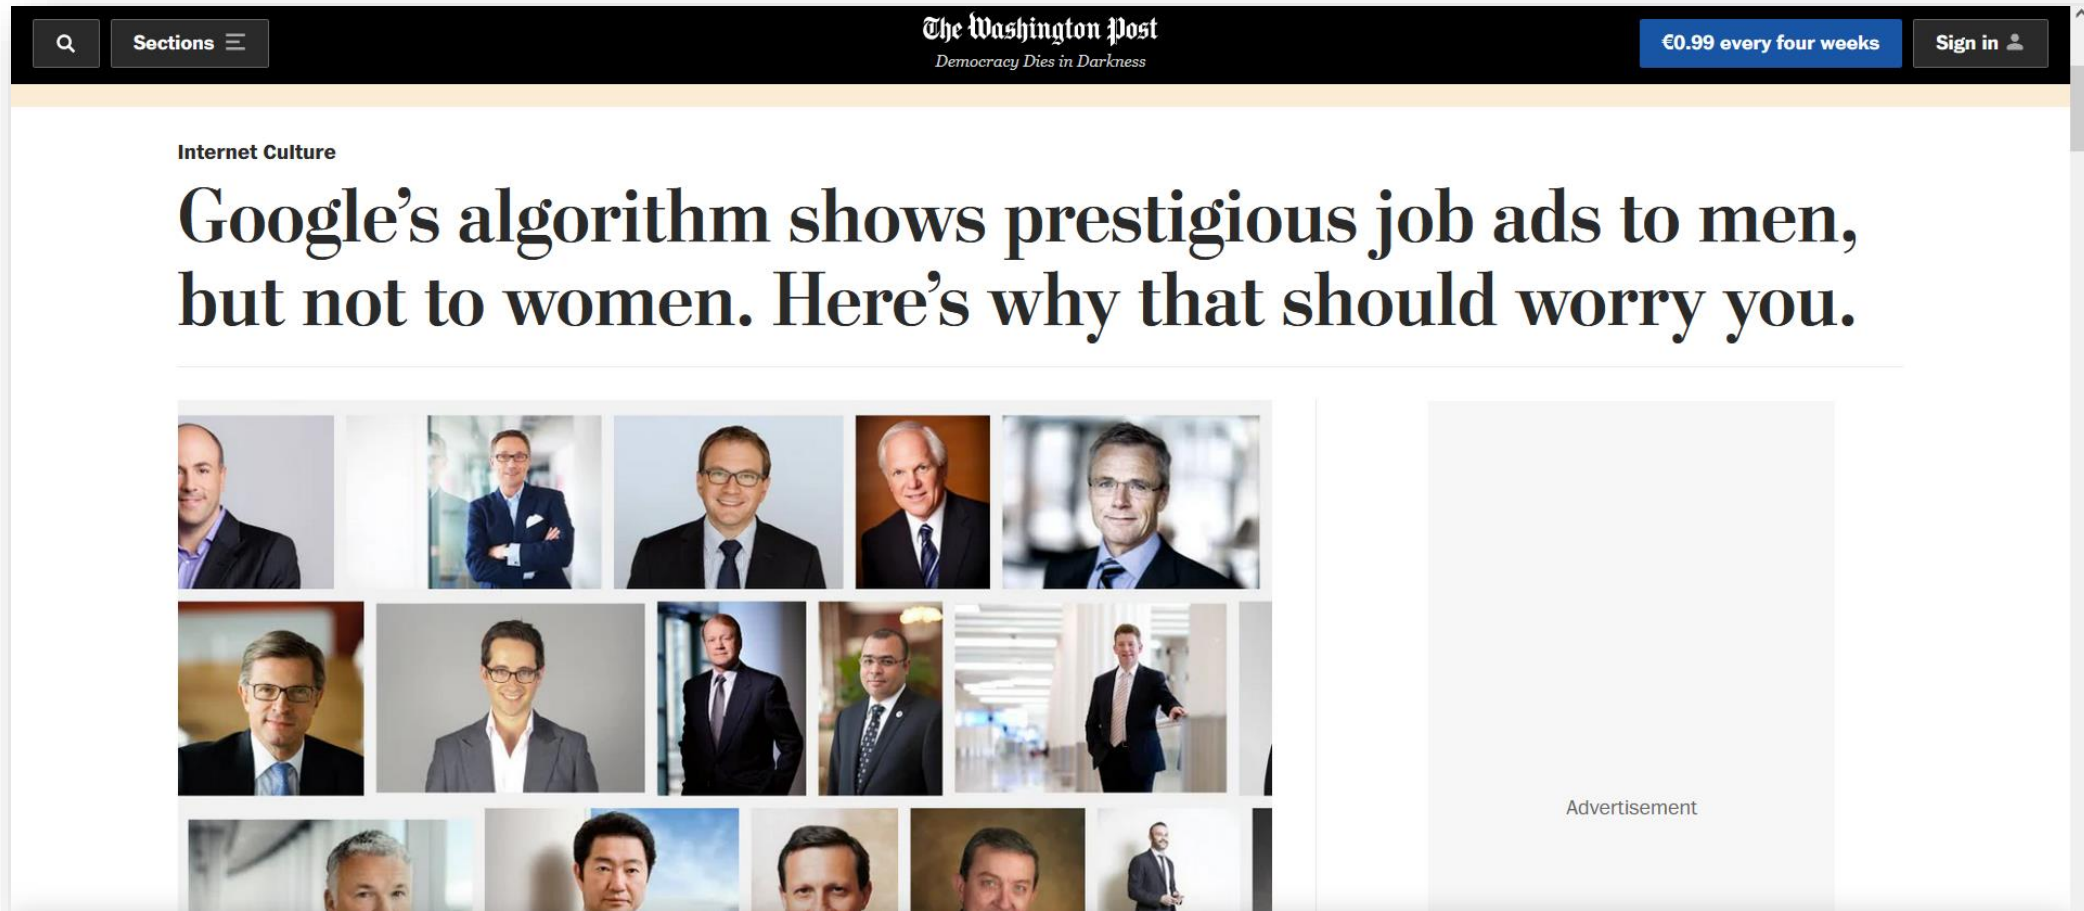 Sections
The Washington Post
Democracy Dies in Darkness
€0.99 every four weeks
Sign in
Internet Culture
Google’s algorithm shows prestigious job ads to men,
but not to women. Here’s why that should worry you.
Advertisement